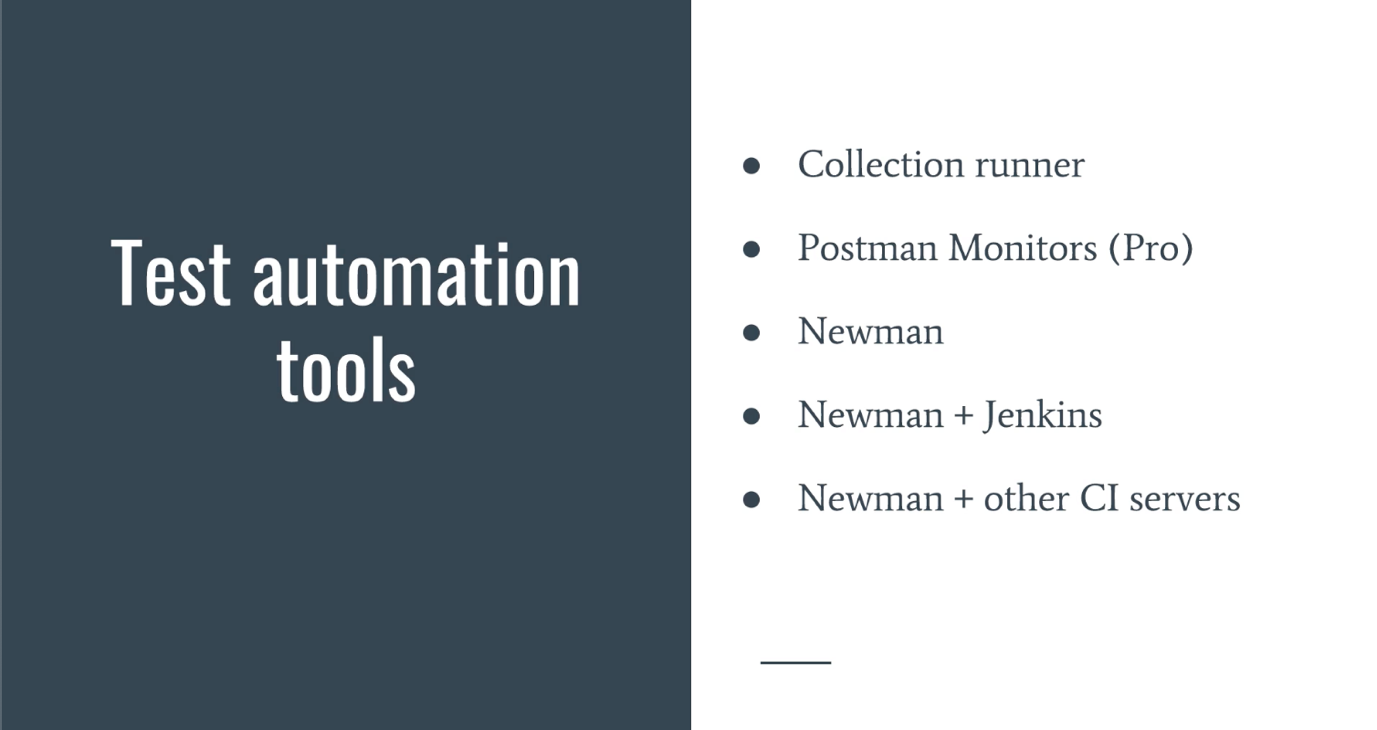 Test automation
tools
● Collection runner
● Postman Monitors (Pro)
● Newman
● Newman + Jenkins
● Newman + other CI servers